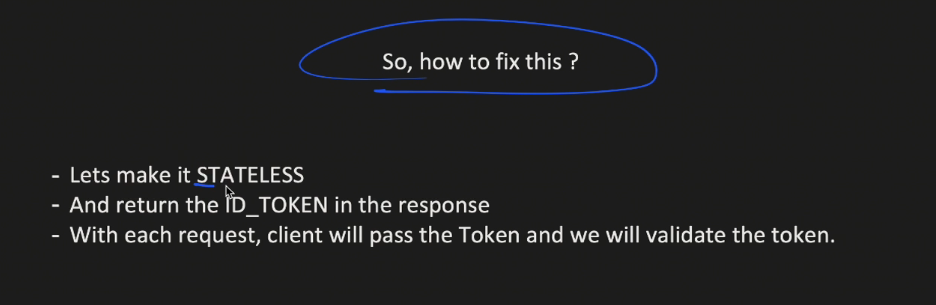 So, how to fix this ?
- Lets make it STATELESS
- And return the ID_TOKEN in the response
- With each request, client will pass the Token and we will validate the token.